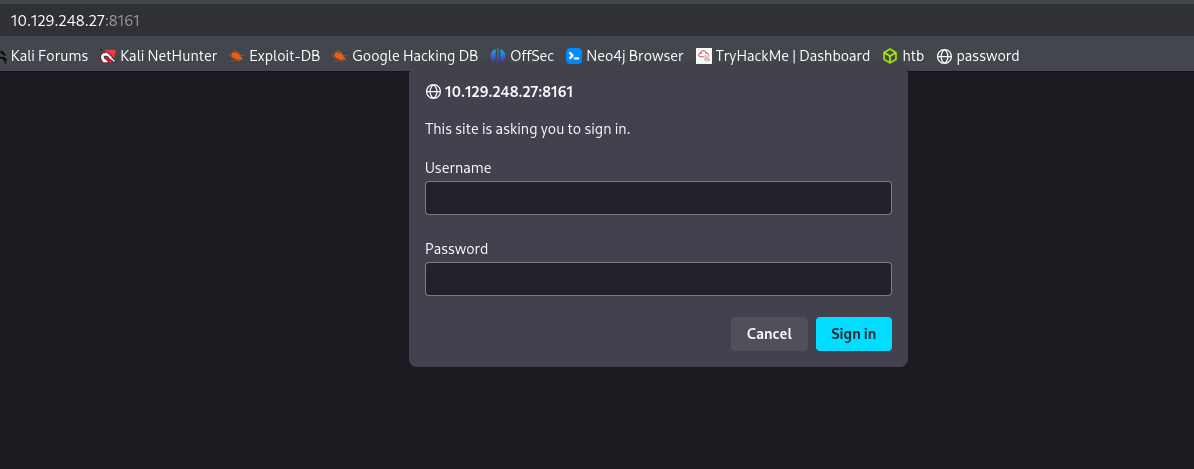 10.129.248.27:8161
Kali Forums Kali NetHunter Exploit-DB Google Hacking DB OffSec Neo4j Browser TryHackMe | Dashboard htb password
10.129.248.27:8161
This site is asking you to sign in.
Username
Password
Cancel Sign in